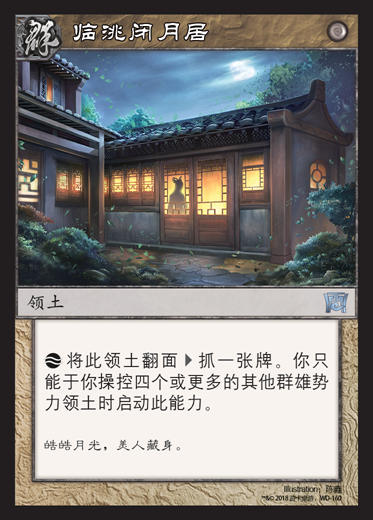 群 临洮闭月居
领土
将此领土翻面▶抓一张牌。你只
能于你操控四个或更多的其他群雄势
力领土时启动此能力。
皓皓月光，美人藏身。
Illustration: 陈鑫
™&© 2018 游卡桌游, WD-160